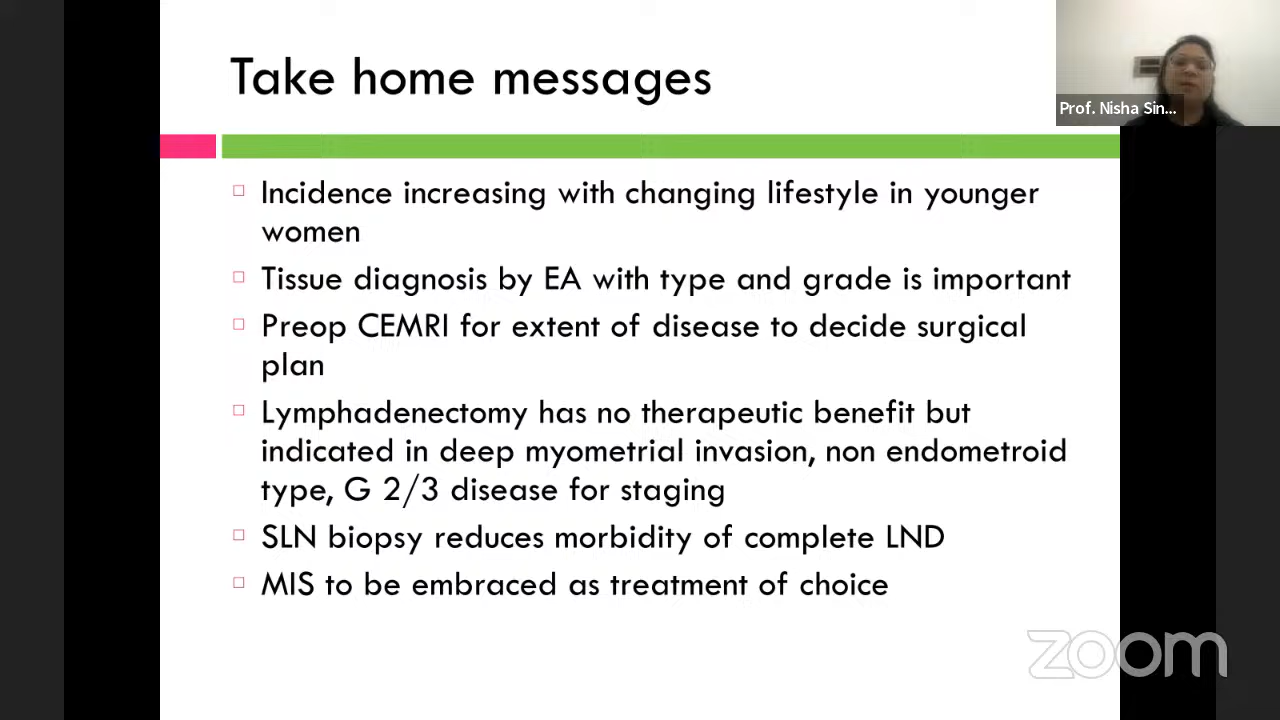 Take home messages
Prof. Nisha Sin...
Incidence increasing with changing lifestyle in younger
women
Tissue diagnosis by EA with type and grade is important
Preop CEMRI for extent of disease to decide surgical
plan
Lymphadenectomy has no therapeutic benefit but
indicated in deep myometrial invasion, non endometroid
type, G 2/3 disease for staging
SLN biopsy reduces morbidity of complete LND
MIS to be embraced as treatment of choice
zoom